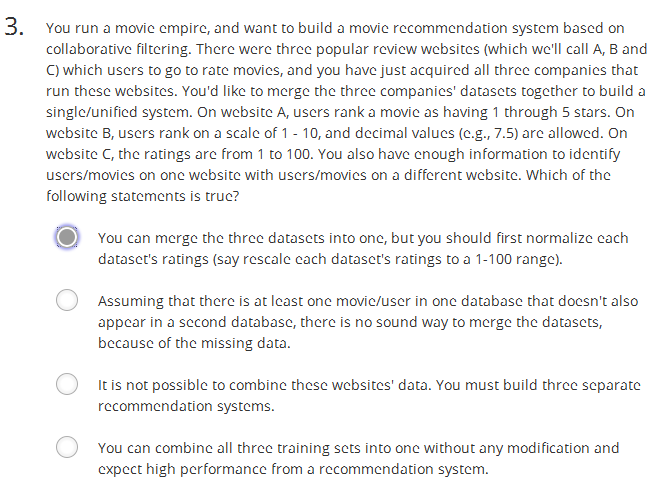 3. You run a movie empire, and want to build a movie recommendation system based on
collaborative filtering. There were three popular review websites (which we'll call A, B and
C) which users to go to rate movies, and you have just acquired all three companies that
run these websites. You'd like to merge the three companies' datasets together to build a
single/unified system. On website A, users rank a movie as having 1 through 5 stars. On
website B, users rank on a scale of 1 - 10, and decimal values (e.g., 7.5) are allowed. On
website C, the ratings are from 1 to 100. You also have enough information to identify
users/movies on one website with users/movies on a different website. Which of the
following statements is true?
You can merge the three datasets into one, but you should first normalize each
dataset's ratings (say rescale each dataset's ratings to a 1-100 range).
Assuming that there is at least one movie/user in one database that doesn't also
appear in a second database, there is no sound way to merge the datasets,
because of the missing data.
It is not possible to combine these websites' data. You must build three separate
recommendation systems.
You can combine all three training sets into one without any modification and
expect high performance from a recommendation system.